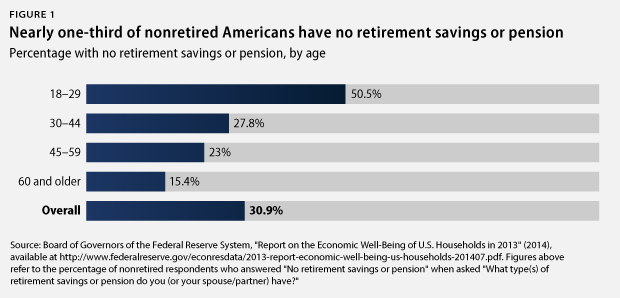 FIGURE 1
Nearly one-third of nonretired Americans have no retirement savings or pension
Percentage with no retirement savings or pension, by age
18–29 50.5%
30–44 27.8%
45–59 23%
60 and older 15.4%
Overall 30.9%
Source: Board of Governors of the Federal Reserve System, "Report on the Economic Well-Being of U.S. Households in 2013" (2014),
available at http://www.federalreserve.gov/econresdata/2013-report-economic-well-being-us-households-201407.pdf. Figures above
refer to the percentage of nonretired respondents who answered "No retirement savings or pension" when asked "What type(s) of
retirement savings or pension do you (or your spouse/partner) have?"